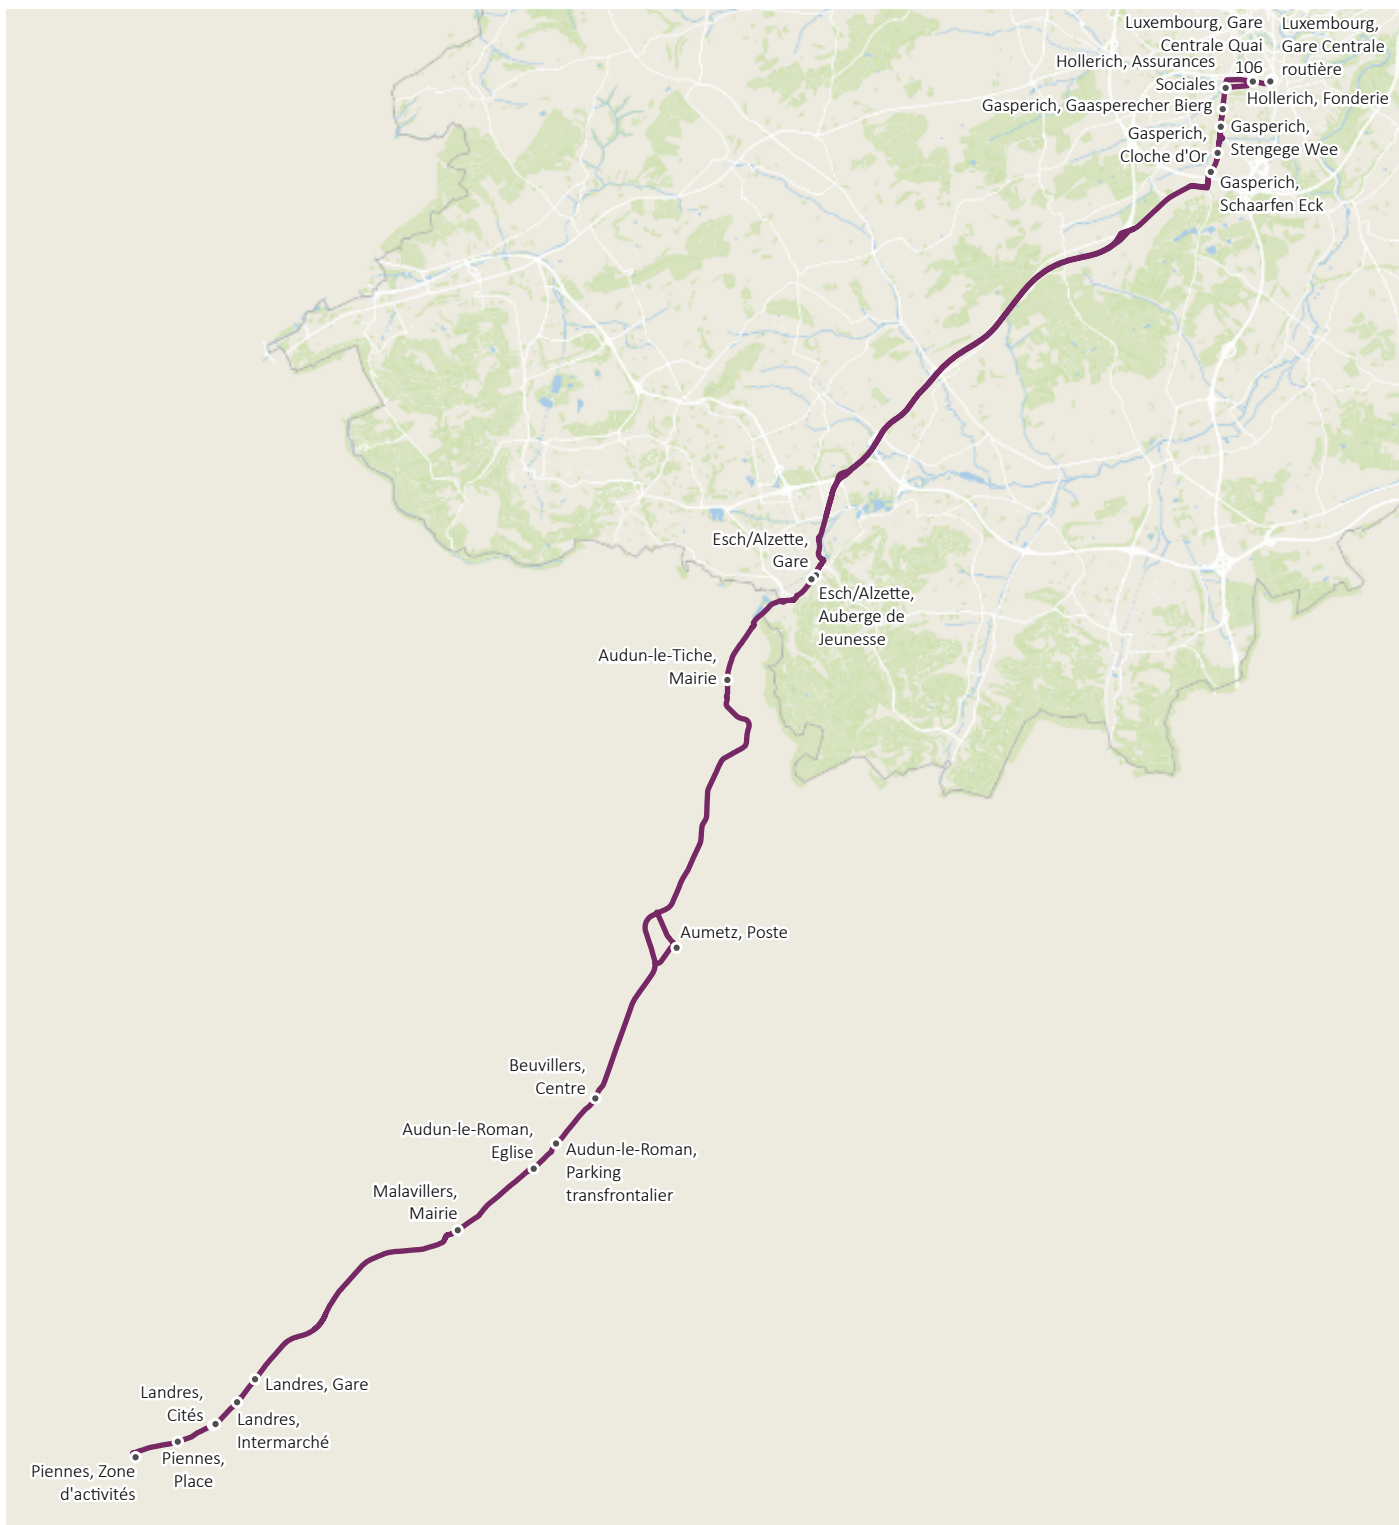 Luxembourg, Gare
Centrale Quai
106
Luxembourg,
Gare Centrale
routière
Hollerich, Assurances
Sociales
Hollerich, Fonderie
Gasperich, Gaasperecher Bierg
Gasperich,
Stengege Wee
Gasperich,
Cloche d'Or
Gasperich,
Schaarfen Eck
Esch/Alzette,
Gare
Esch/Alzette,
Auberge de
Jeunesse
Audun-le-Tiche,
Mairie
Aumetz, Poste
Beuvillers,
Centre
Audun-le-Roman,
Eglise
Audun-le-Roman,
Parking
transfrontalier
Malavillers,
Mairie
Landres, Gare
Landres,
Cités
Landres,
Intermarché
Piennes,
Place
Piennes, Zone
d'activités